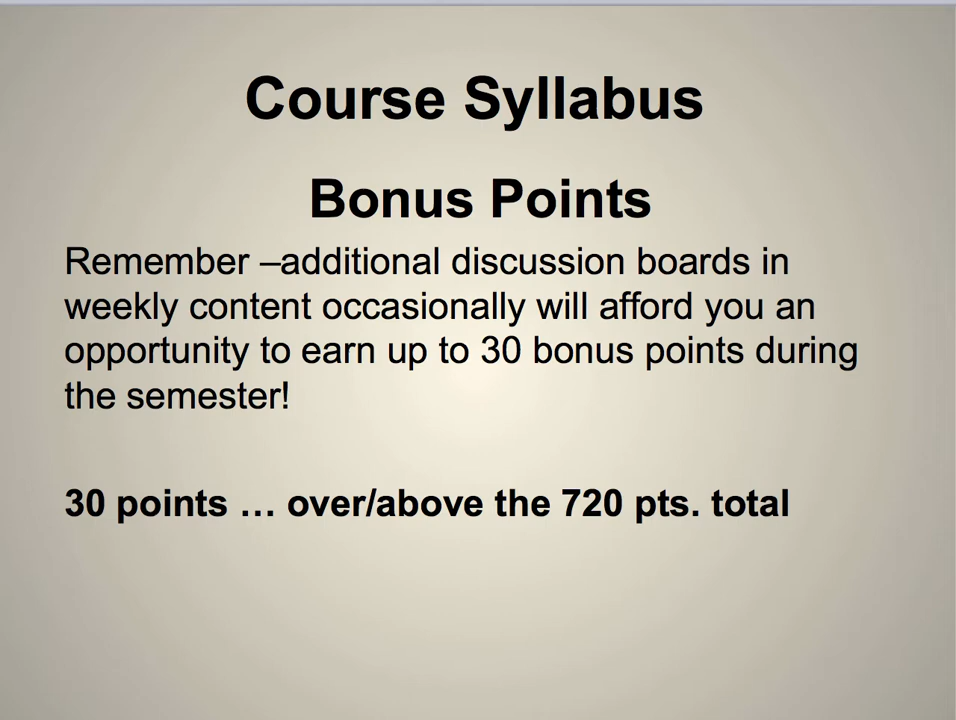 Course Syllabus
Bonus Points
Remember –additional discussion boards in
weekly content occasionally will afford you an
opportunity to earn up to 30 bonus points during
the semester!
30 points … over/above the 720 pts. total